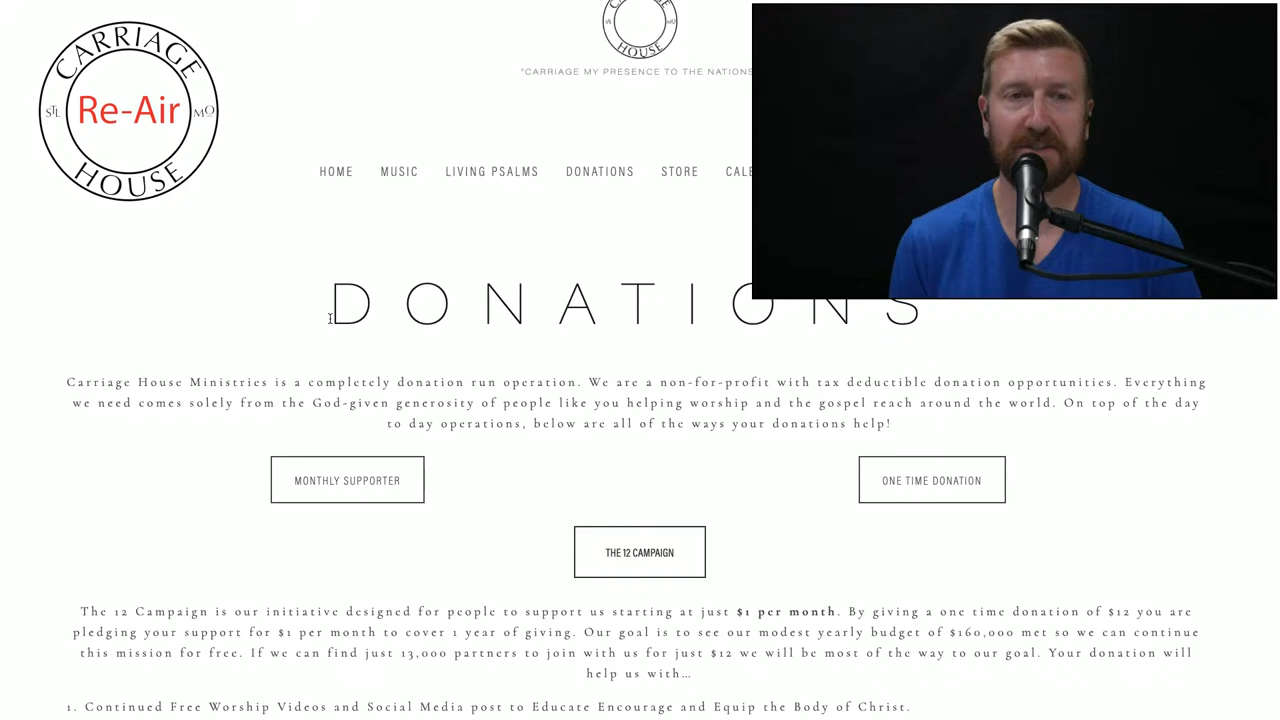 CARRIAGE
STL
Re-Air
MO
HOUSE
HOUSE
"CARRIAGE MY PRESENCE TO THE NATIONS
HOME MUSIC LIVING PSALMS DONATIONS STORE
DONATIONS
Carriage House Ministries is a completely donation run operation. We are a non-for-profit with tax deductible donation opportunities. Everything
we need comes solely from the God-given generosity of people like you helping worship and the gospel reach around the world. On top of the day
to day operations, below are all of the ways your donations help!
MONTHLY SUPPORTER
ONE TIME DONATION
THE 12 CAMPAIGN
The 12 Campaign is our initiative designed for people to support us starting at just $1 per month. By giving a one time donation of $12 you are
pledging your support for $1 per month to cover 1 year of giving. Our goal is to see our modest yearly budget of $160,000 met so we can continue
this mission for free. If we can find just 13,000 partners to join with us for just $12 we will be most of the way to our goal. Your donation will
help us with…
1. Continued Free Worship Videos and Social Media post to Educate Encourage and Equip the Body of Christ.